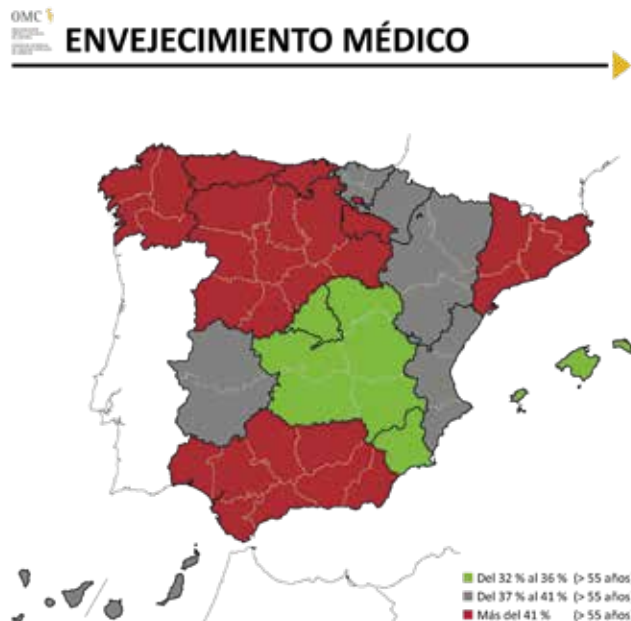 OMC
ENVEJECIMIENTO MÉDICO
Del 32 % al 36 % (> 55 años
Del 37 % al 41 % (> 55 años
Más del 41 % (> 55 años